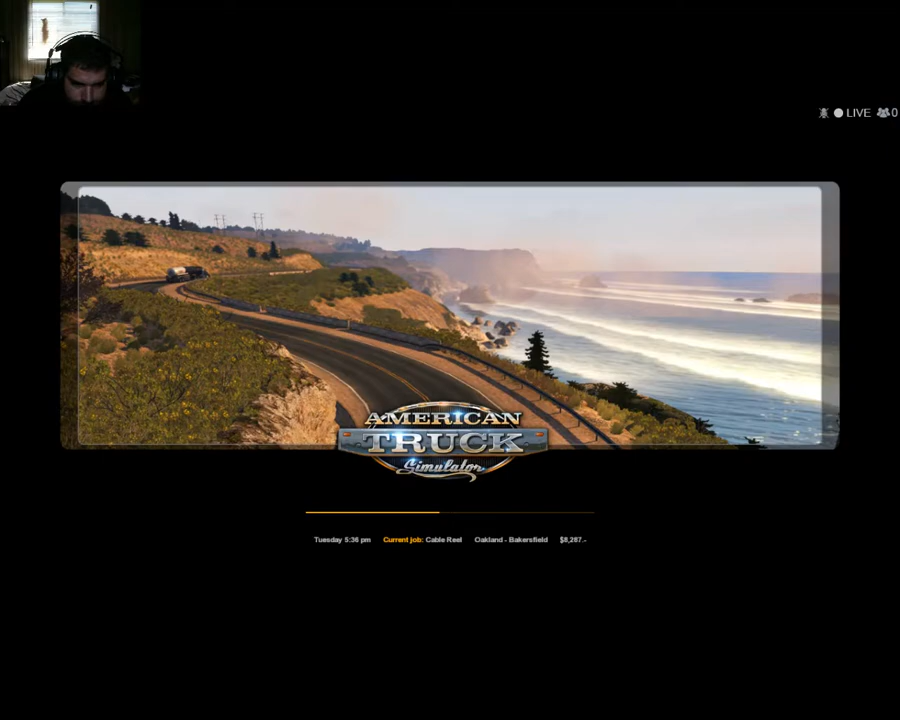 LIVE 0
AMERICAN
TRUCK
Simulator
Tuesday 5:36 pm Current job: Cable Reel Oakland - Bakersfield $8,287.-